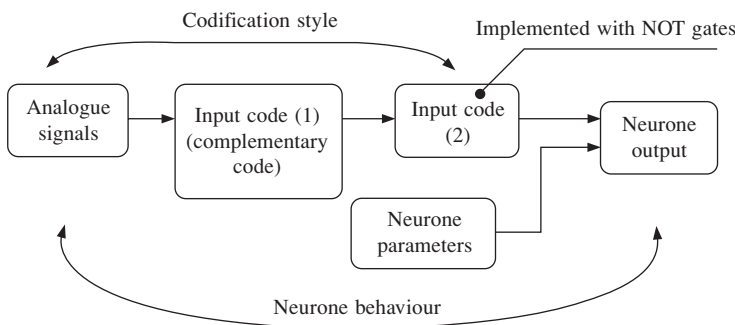 Codification style
Implemented with NOT gates
Analogue
signals
Input code (1)
(complementary
code)
Input code
(2)
Neurone
output
Neurone
parameters
Neurone behaviour